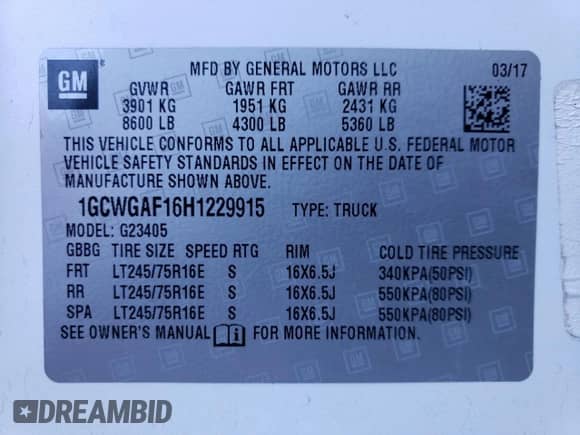 GM
MFD BY GENERAL MOTORS LLC 03/17
GVWR GAWR FRT GAWR RR
3901 KG 1951 KG 2431 KG
8600 LB 4300 LB 5360 LB
THIS VEHICLE CONFORMS TO ALL APPLICABLE U.S. FEDERAL MOTOR
VEHICLE SAFETY STANDARDS IN EFFECT ON THE DATE OF
MANUFACTURE SHOWN ABOVE.
1GCWGAF16H1229915 TYPE: TRUCK
MODEL: G23405
GBBG TIRE SIZE SPEED RTG RIM COLD TIRE PRESSURE
FRT LT245/75R16E S 16X6.5J 340KPA(50PSI)
RR LT245/75R16E S 16X6.5J 550KPA(80PSI)
SPA LT245/75R16E S 16X6.5J 550KPA(80PSI)
SEE OWNER'S MANUAL FOR MORE INFORMATION.
DREAMBID